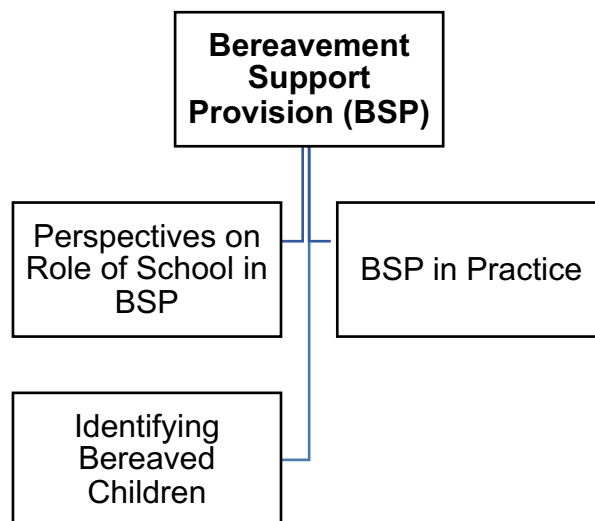 Bereavement
Support
Provision (BSP)
Perspectives on
Role of School in
BSP
BSP in Practice
Identifying
Bereaved
Children